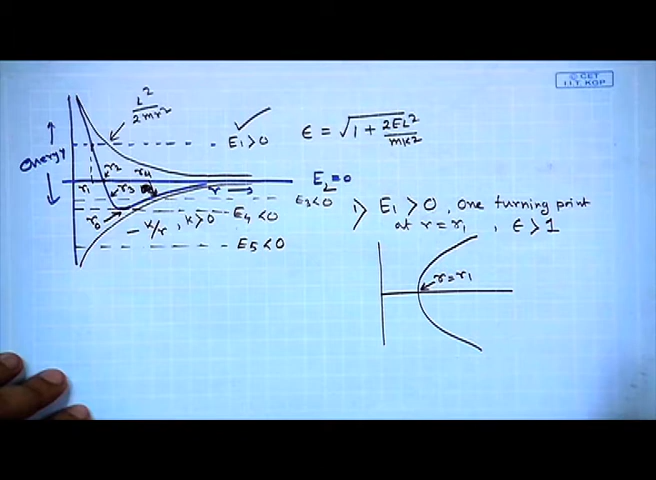 © CET
I.I.T. KGP
L²/2mr²
Energy
E₁ > 0
ϵ = √(1 + 2EL²/mk²)
r₁
r₂
r₃
r₄
r
E₂ = 0
E₃ < 0
r₀
E₄ < 0
- k/r , k > 0
E₅ < 0
1) E₁ > 0 , One turning point
at r = r₁ , ϵ > 1
r = r₁